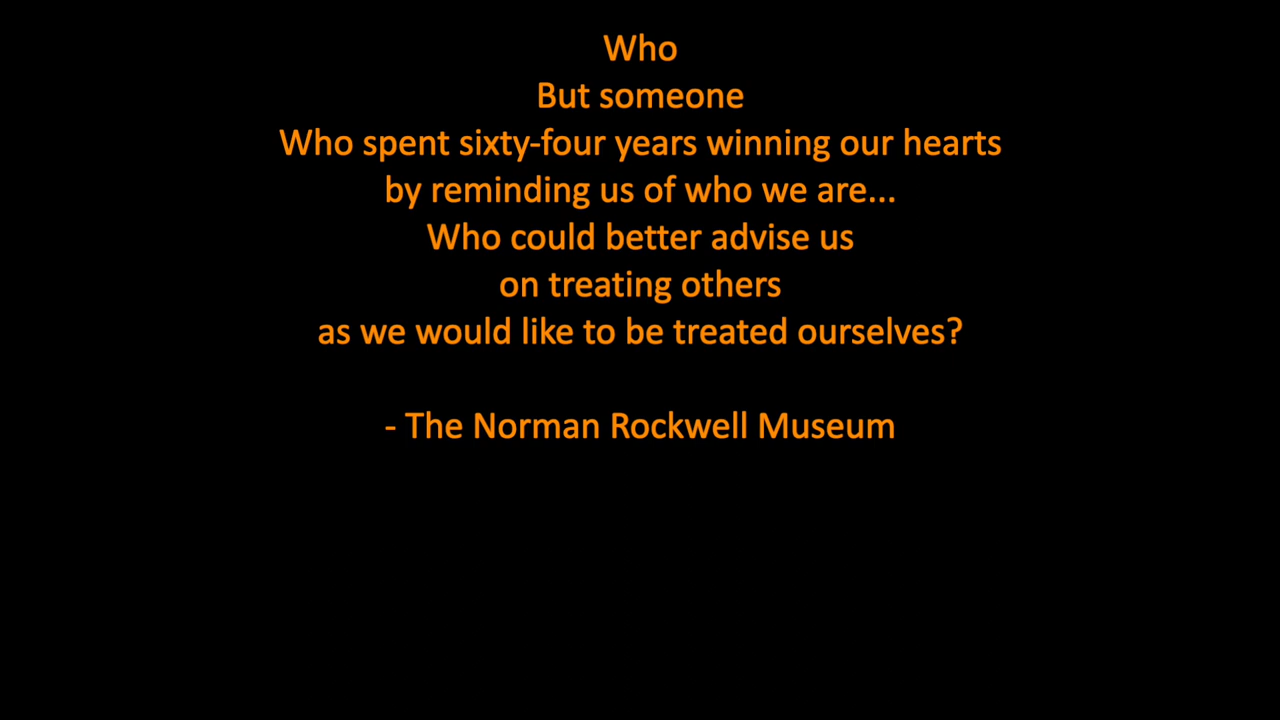 Who
But someone
Who spent sixty-four years winning our hearts
by reminding us of who we are...
Who could better advise us
on treating others
as we would like to be treated ourselves?
- The Norman Rockwell Museum